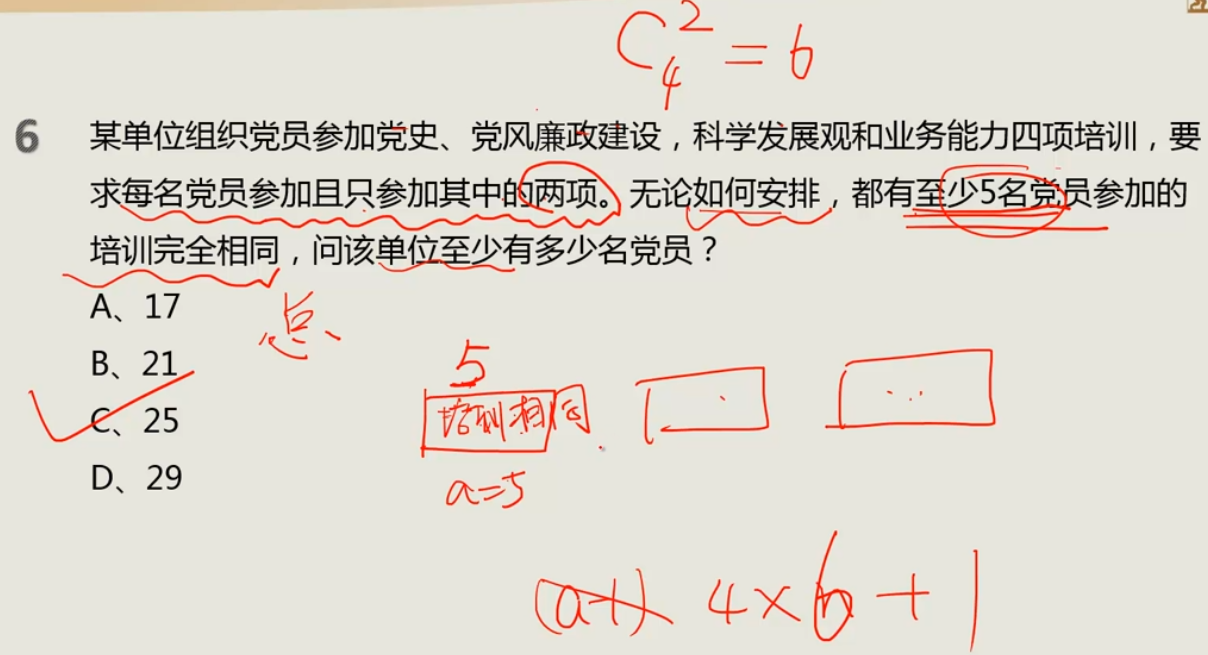 C₄² = 6
6 某单位组织党员参加党史、党风廉政建设，科学发展观和业务能力四项培训，要
求每名党员参加且只参加其中的两项。无论如何安排，都有至少5名党员参加的
培训完全相同，问该单位至少有多少名党员？
A、17
B、21
C、25
D、29
总、
5
培训相同
a=5
(a-1) 4×6+1